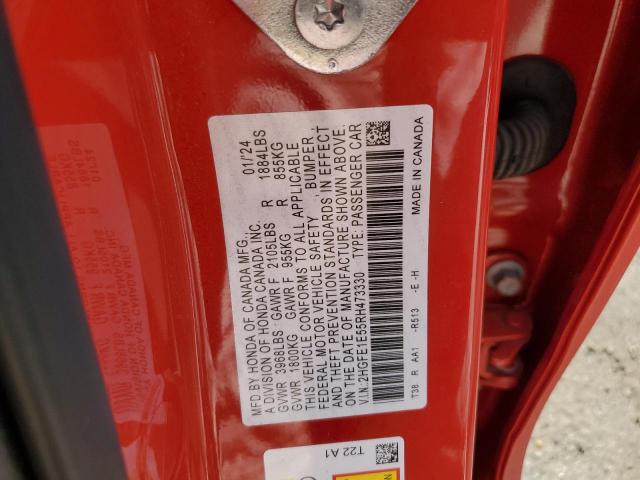 MFD.BY HONDA OF CANADA MFG. 01/'24
A DIVISION OF HONDA CANADA INC.
GVWR 3968LBS GAWR F 2105LBS R 1884LBS
GVWR 1800KG GAWR F 955KG R 855KG
THIS VEHICLE CONFORMS TO ALL APPLICABLE
FEDERAL MOTOR VEHICLE SAFETY, BUMPER,
AND THEFT PREVENTION STANDARDS IN EFFECT
ON THE DATE OF MANUFACTURE SHOWN ABOVE.
V.I.N.:2HGFE1E55RH473330 TYPE: PASSENGER CAR
T38 R AA1 -R513 -E -H MADE IN CANADA
T22 A1